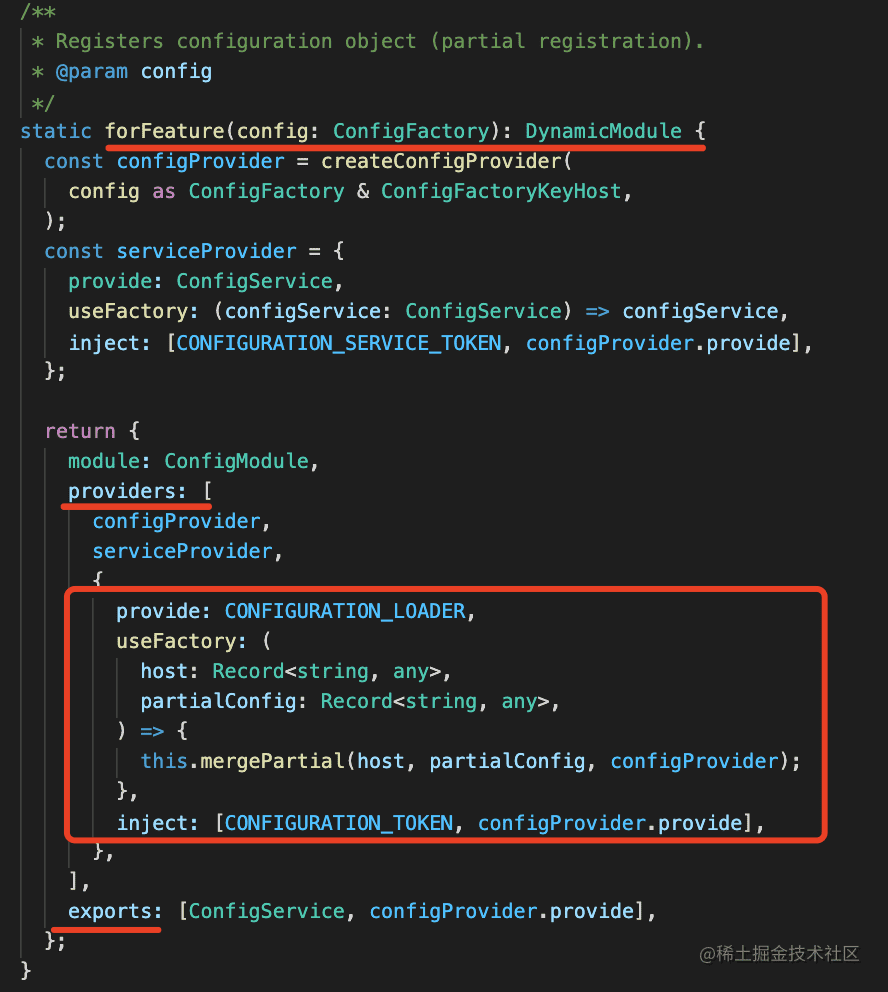 /**
 * Registers configuration object (partial registration).
 * @param config
 */
static forFeature(config: ConfigFactory): DynamicModule {
  const configProvider = createConfigProvider(
    config as ConfigFactory & ConfigFactoryKeyHost,
  );
  const serviceProvider = {
    provide: ConfigService,
    useFactory: (configService: ConfigService) => configService,
    inject: [CONFIGURATION_SERVICE_TOKEN, configProvider.provide],
  };

  return {
    module: ConfigModule,
    providers: [
      configProvider,
      serviceProvider,
      {
        provide: CONFIGURATION_LOADER,
        useFactory: (
          host: Record<string, any>,
          partialConfig: Record<string, any>,
        ) => {
          this.mergePartial(host, partialConfig, configProvider);
        },
        inject: [CONFIGURATION_TOKEN, configProvider.provide],
      },
    ],
    exports: [ConfigService, configProvider.provide],
  };
}
@稀土掘金技术社区